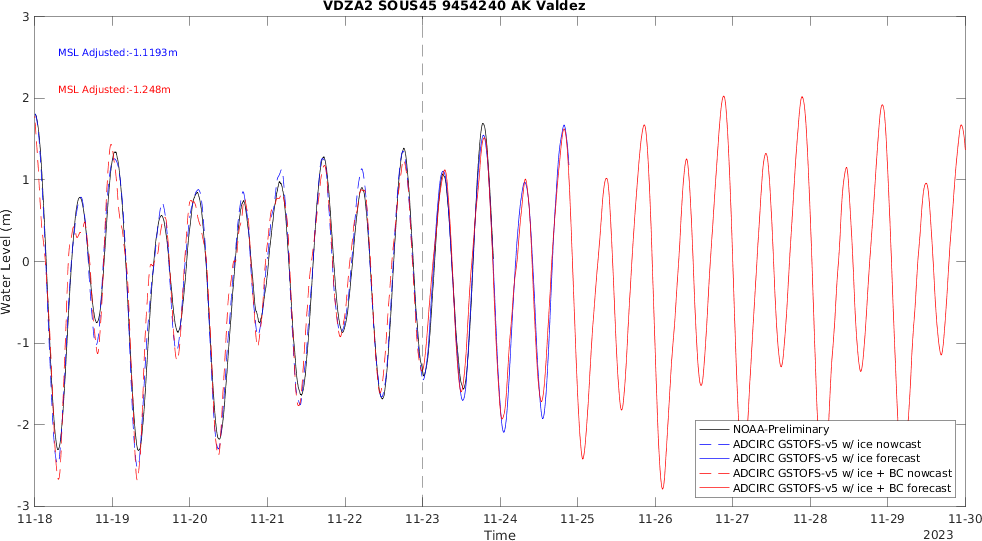 VDZA2 SOUS45 9454240 AK Valdez
MSL Adjusted:-1.1193m
MSL Adjusted:-1.248m
Water Level (m)
3
2
1
0
-1
-2
-3
NOAA-Preliminary
ADCIRC GSTOFS-v5 w/ ice nowcast
ADCIRC GSTOFS-v5 w/ ice forecast
ADCIRC GSTOFS-v5 w/ ice + BC nowcast
ADCIRC GSTOFS-v5 w/ ice + BC forecast
11-18 11-19 11-20 11-21 11-22 11-23 11-24 11-25 11-26 11-27 11-28 11-29 11-30
Time
2023